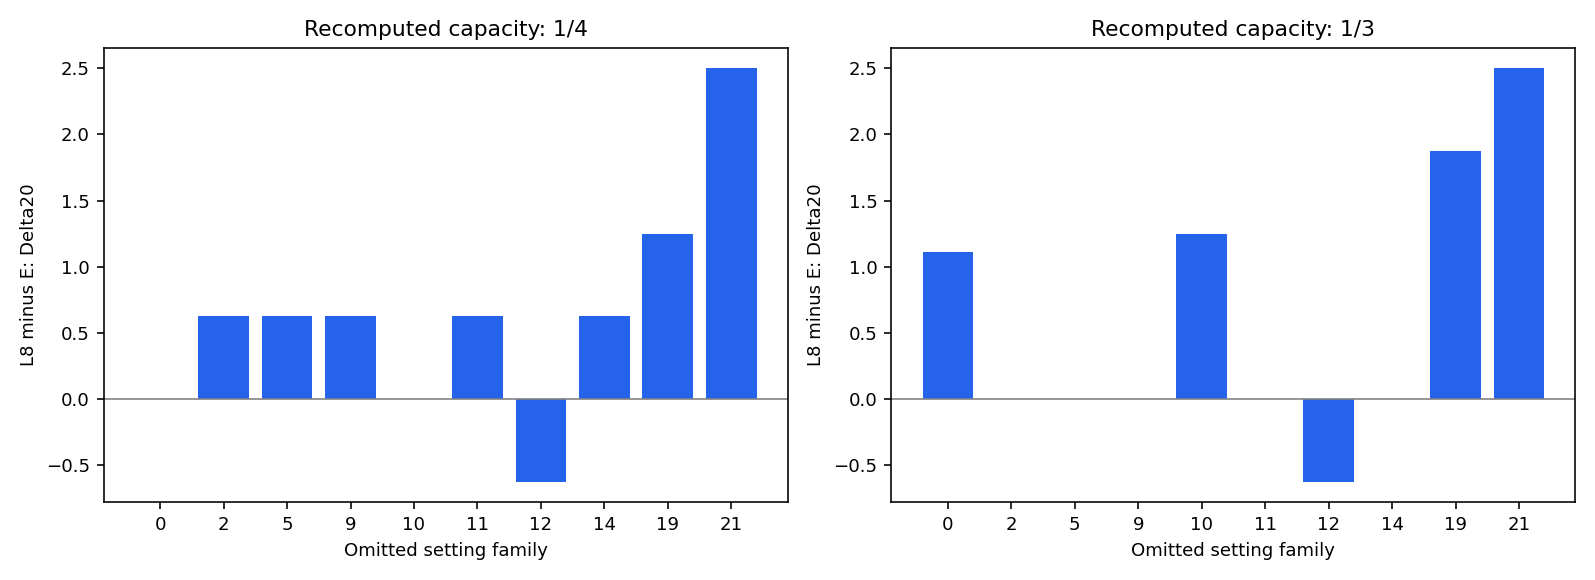 Recomputed capacity: 1/4
2.5
2.0
1.5
1.0
0.5
0.0
−0.5
L8 minus E: Delta20
0 2 5 9 10 11 12 14 19 21
Omitted setting family
Recomputed capacity: 1/3
2.5
2.0
1.5
1.0
0.5
0.0
−0.5
L8 minus E: Delta20
0 2 5 9 10 11 12 14 19 21
Omitted setting family